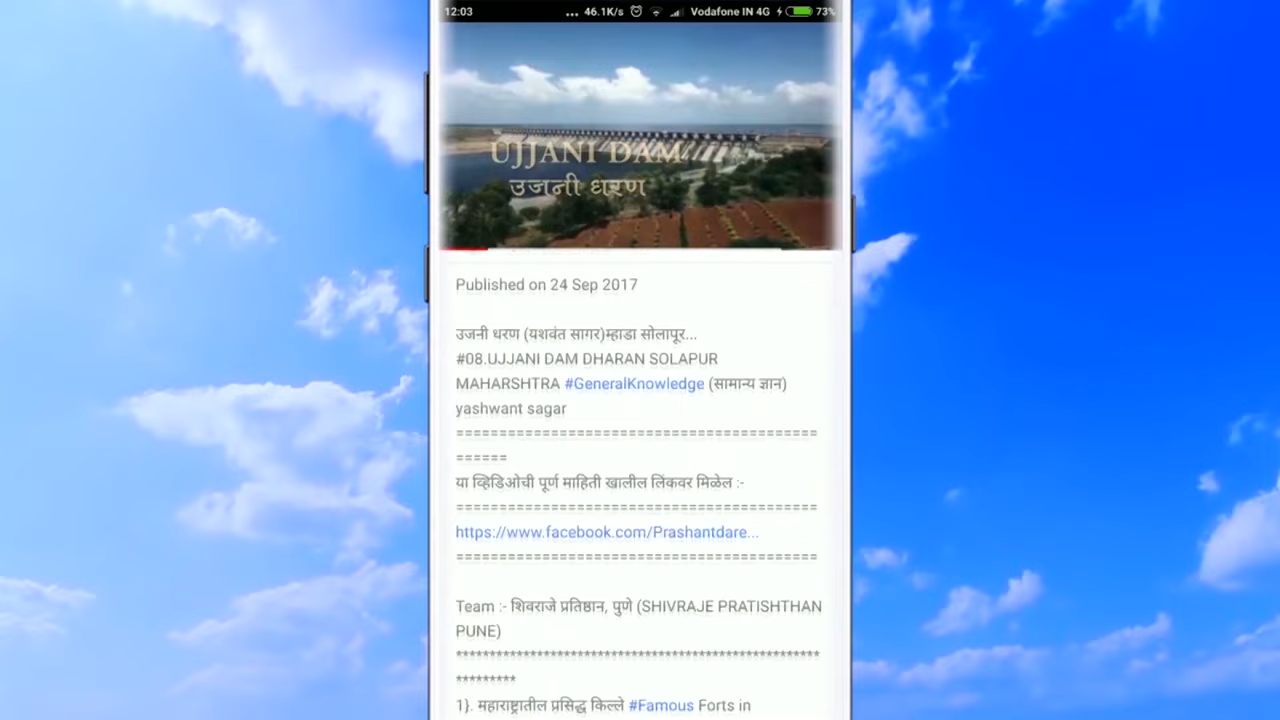 12:03 ... 46.1K/s Vodafone IN 4G 73%
UJJANI DAM
उजनी धरण
Published on 24 Sep 2017
उजनी धरण (यशवंत सागर)म्हाडा सोलापूर...
#08.UJJANI DAM DHARAN SOLAPUR
MAHARSHTRA #GeneralKnowledge (सामान्य ज्ञान)
yashwant sagar
==========================================
======
या व्हिडिओची पूर्ण माहिती खालील लिंकवर मिळेल :-
==========================================
https://www.facebook.com/Prashantdare...
==========================================
Team :- शिवराजे प्रतिष्ठान, पुणे (SHIVRAJE PRATISHTHAN
PUNE)
******************************************************
*********
1}. महाराष्ट्रातील प्रसिद्ध किल्ले #Famous Forts in